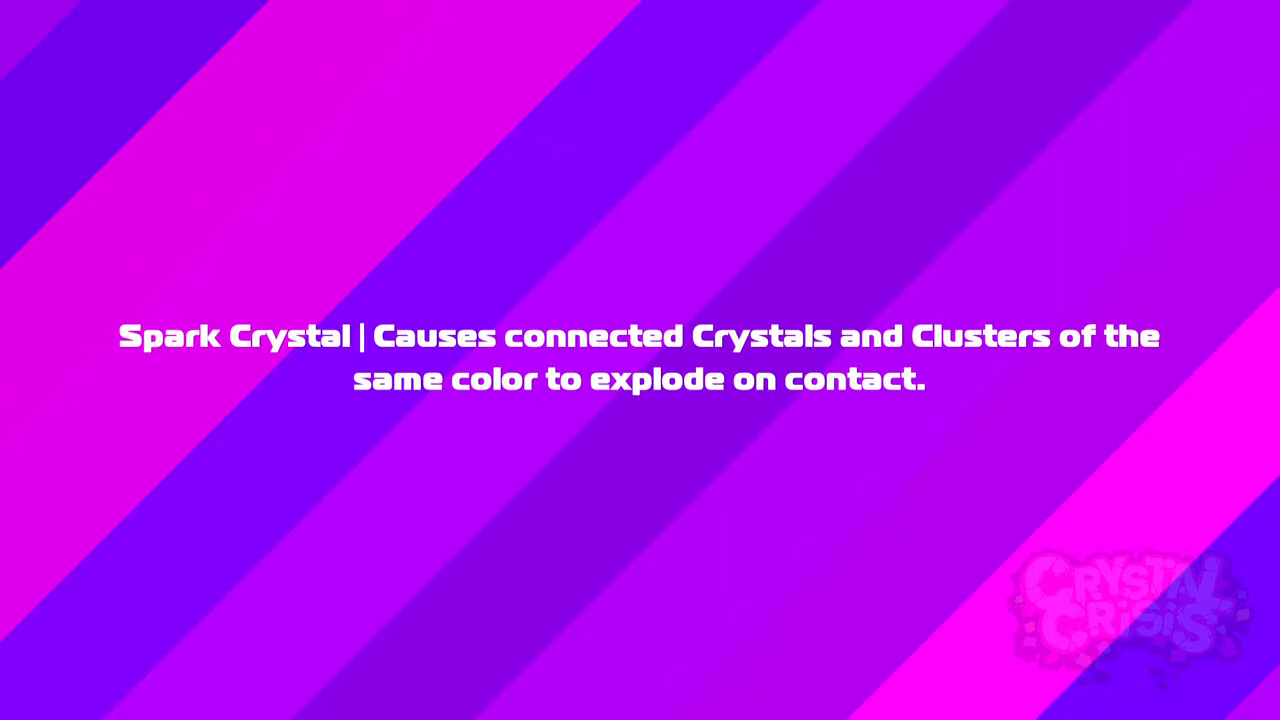 Spark Crystal | Causes connected Crystals and Clusters of the
same color to explode on contact.
CRYSTAL
CRISIS